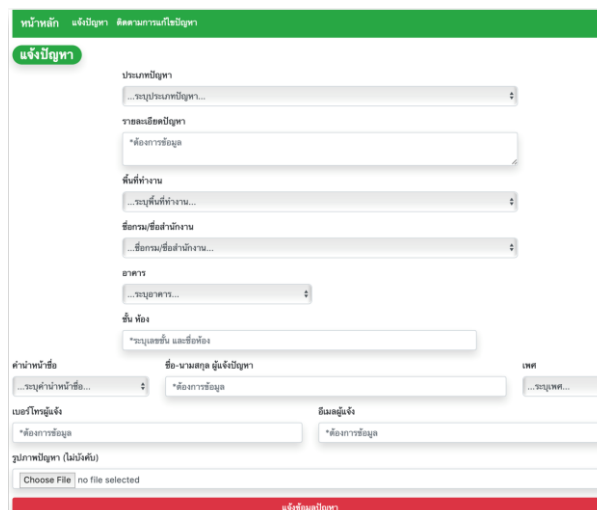 หน้าหลัก แจ้งปัญหา ติดตามการแก้ไขปัญหา
แจ้งปัญหา
ประเภทปัญหา
...ระบุประเภทปัญหา...
รายละเอียดปัญหา
*ต้องการข้อมูล
พื้นที่ทำงาน
...ระบุพื้นที่ทำงาน...
ชื่อกรม/ชื่อสำนักงาน
...ชื่อกรม/ชื่อสำนักงาน...
อาคาร
...ระบุอาคาร...
ชั้น ห้อง
*ระบุเลขชั้น และชื่อห้อง
คำนำหน้าชื่อ ชื่อ-นามสกุล ผู้แจ้งปัญหา เพศ
...ระบุคำนำหน้าชื่อ... *ต้องการข้อมูล ...ระบุเพศ...
เบอร์โทรผู้แจ้ง อีเมลผู้แจ้ง
*ต้องการข้อมูล *ต้องการข้อมูล
รูปภาพปัญหา (ไม่บังคับ)
Choose File no file selected
แจ้งข้อมูลปัญหา